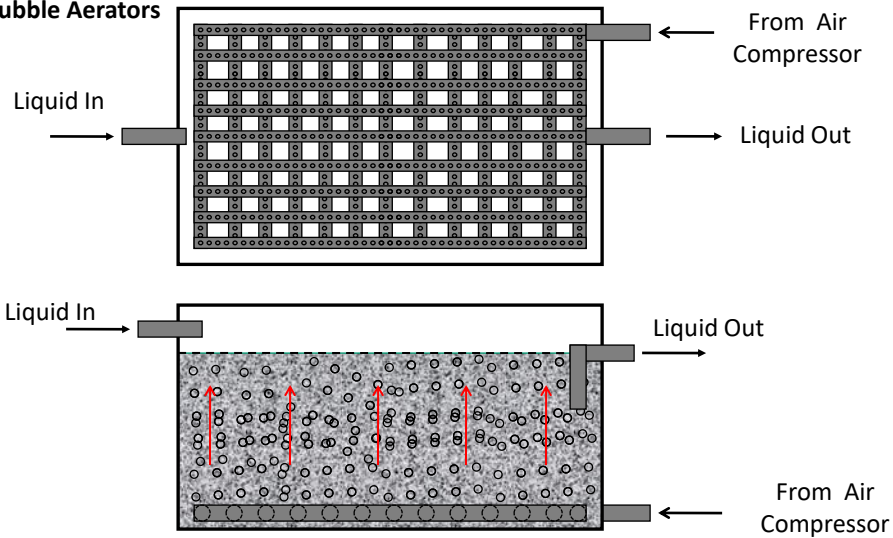 ubble Aerators
From Air
Compressor
Liquid In
Liquid Out
Liquid In
Liquid Out
From Air
Compressor